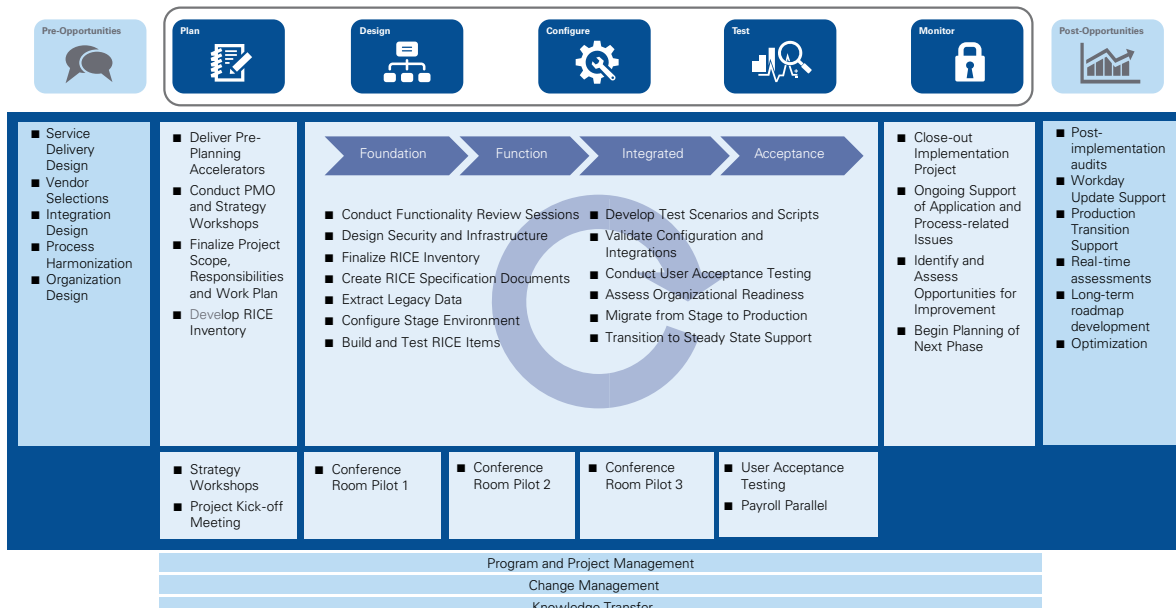 Pre-Opportunities
Plan
Design
Configure
Test
Monitor
Post-Opportunities
■ Service
Delivery
Design
■ Vendor
Selections
■ Integration
Design
■ Process
Harmonization
■ Organization
Design
■ Deliver Pre-
Planning
Accelerators
■ Conduct PMO
and Strategy
Workshops
■ Finalize Project
Scope,
Responsibilities
and Work Plan
■ Develop RICE
Inventory
Foundation
Function
Integrated
Acceptance
■ Conduct Functionality Review Sessions
■ Design Security and Infrastructure
■ Finalize RICE Inventory
■ Create RICE Specification Documents
■ Extract Legacy Data
■ Configure Stage Environment
■ Build and Test RICE Items
■ Develop Test Scenarios and Scripts
■ Validate Configuration and
Integrations
■ Conduct User Acceptance Testing
■ Assess Organizational Readiness
■ Migrate from Stage to Production
■ Transition to Steady State Support
■ Close-out
Implementation
Project
■ Ongoing Support
of Application and
Process-related
Issues
■ Identify and
Assess
Opportunities for
Improvement
■ Begin Planning of
Next Phase
■ Post-
implementation
audits
■ Workday
Update Support
■ Production
Transition
Support
■ Real-time
assessments
■ Long-term
roadmap
development
■ Optimization
■ Strategy
Workshops
■ Project Kick-off
Meeting
■ Conference
Room Pilot 1
■ Conference
Room Pilot 2
■ Conference
Room Pilot 3
■ User Acceptance
Testing
■ Payroll Parallel
Program and Project Management
Change Management
Knowledge Transfer